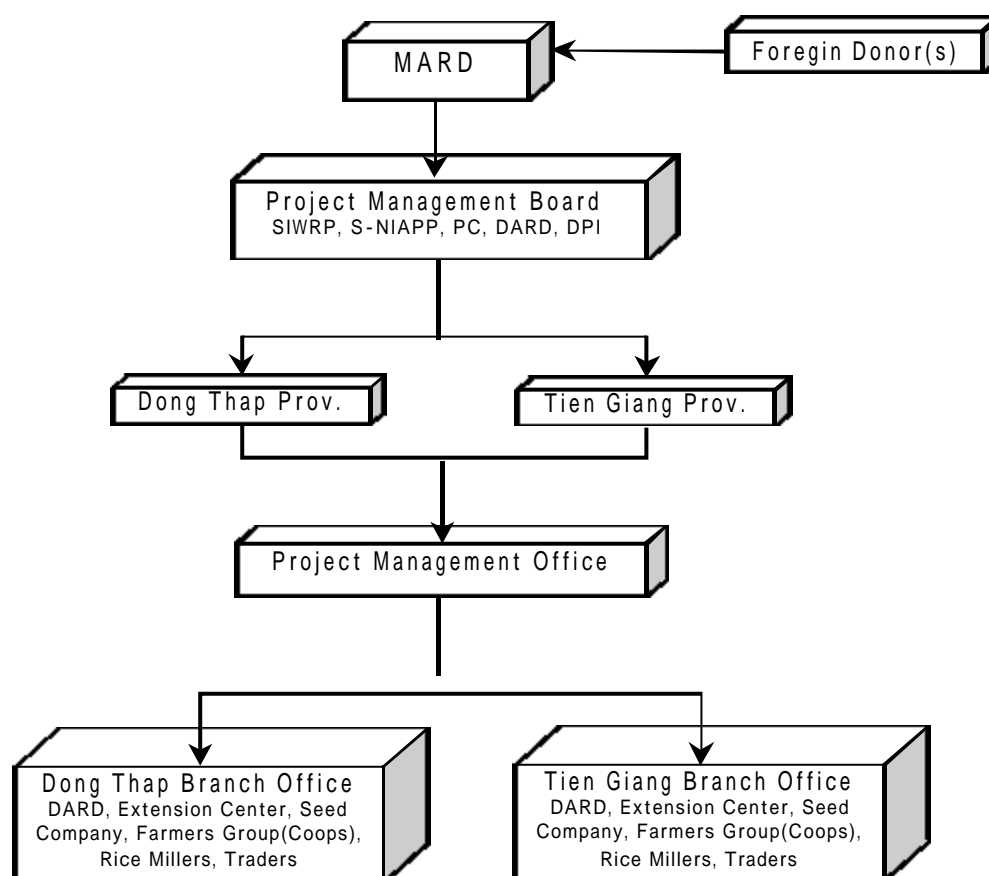 MARD
Foregin Donor(s)
Project Management Board
SIWRP, S-NIAPP, PC, DARD, DPI
Dong Thap Prov.
Tien Giang Prov.
Project Management Office
Dong Thap Branch Office
DARD, Extension Center, Seed
Company, Farmers Group(Coops),
Rice Millers, Traders
Tien Giang Branch Office
DARD, Extension Center, Seed
Company, Farmers Group(Coops),
Rice Millers, Traders